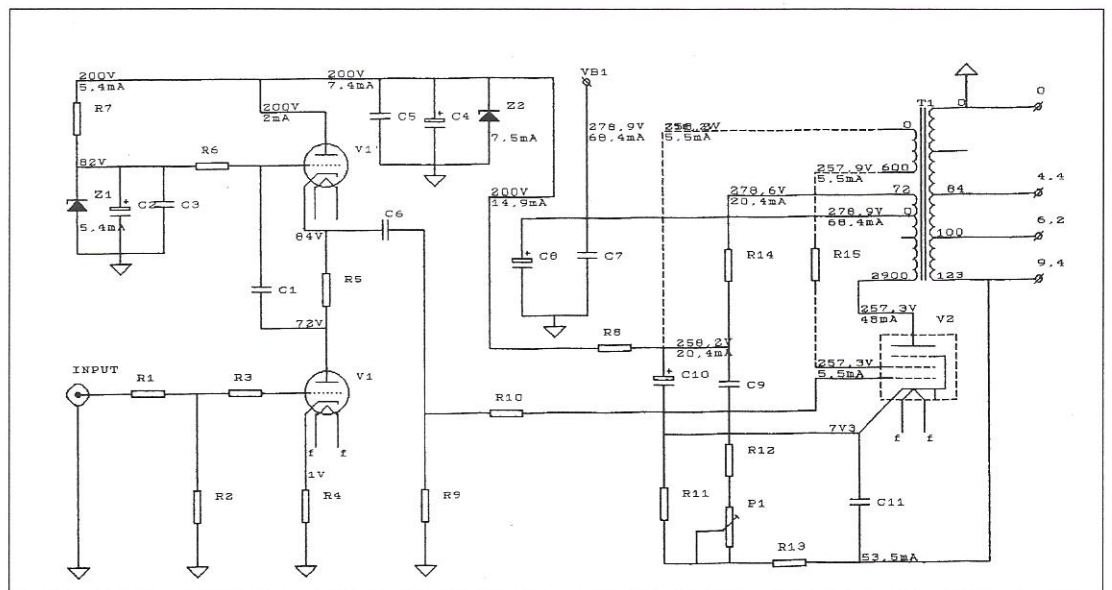 200V
5,4mA
R7
200V
2mA
200V
7,4mA
C5
C4
Z2
7,5mA
VB1
278,9V
68,4mA
5,5mA
T1
0
0
0
R6
V1'
82V
Z1
5,4mA
C2
C3
84V
C6
200V
14,9mA
278,6V
20,4mA
257,9V
5,5mA
600
72
0
278,9V
68,4mA
84
4,4
100
6,2
123
9,4
C8
C7
R14
R15
2900
257,3V
48mA
V2
C1
R5
72V
R8
258,2V
20,4mA
C10
C9
257,3V
5,5mA
INPUT
R1
R3
V1
f
f
R10
7V3
f
f
1V
R2
R4
R9
R11
R12
P1
C11
R13
53,5mA